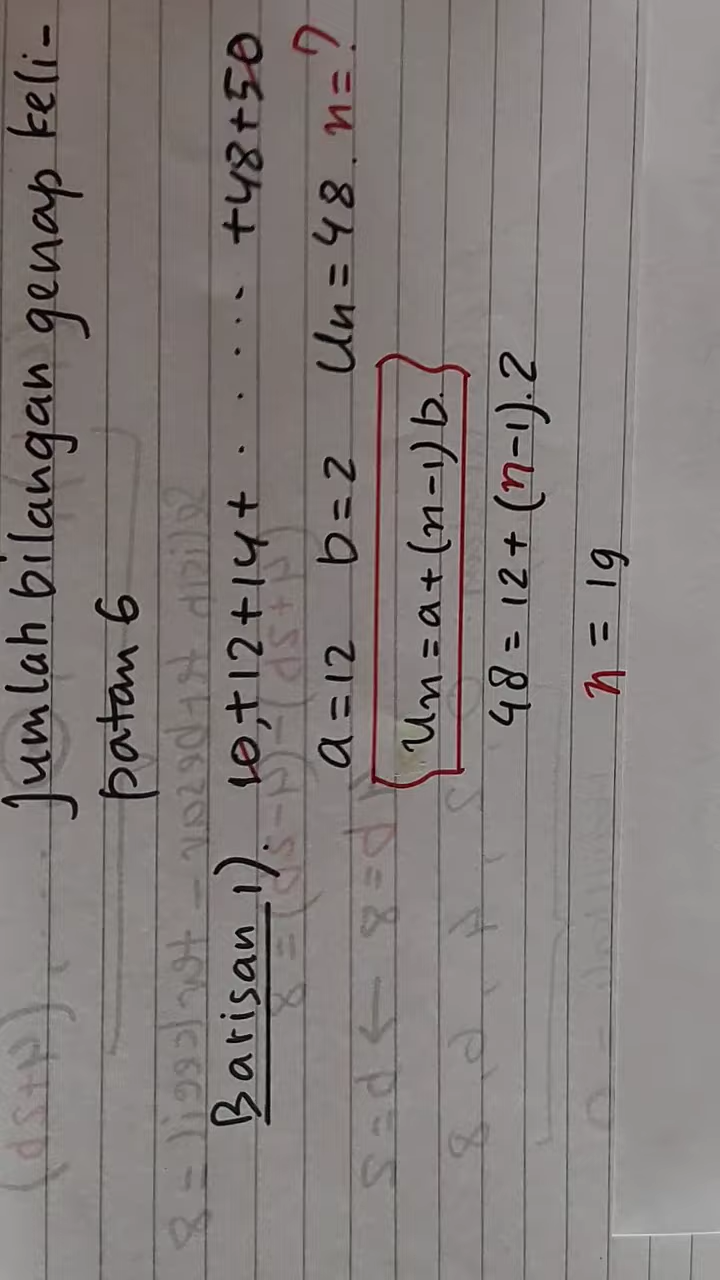 Jumlah bilangan genap keli-
patan 6
Barisan 1). 10,+12+14+ . . . . . +48+50
a=12 b=2 Un=48. n=?
Un=a+(n-1)b.
48=12+(n-1).2
n = 19